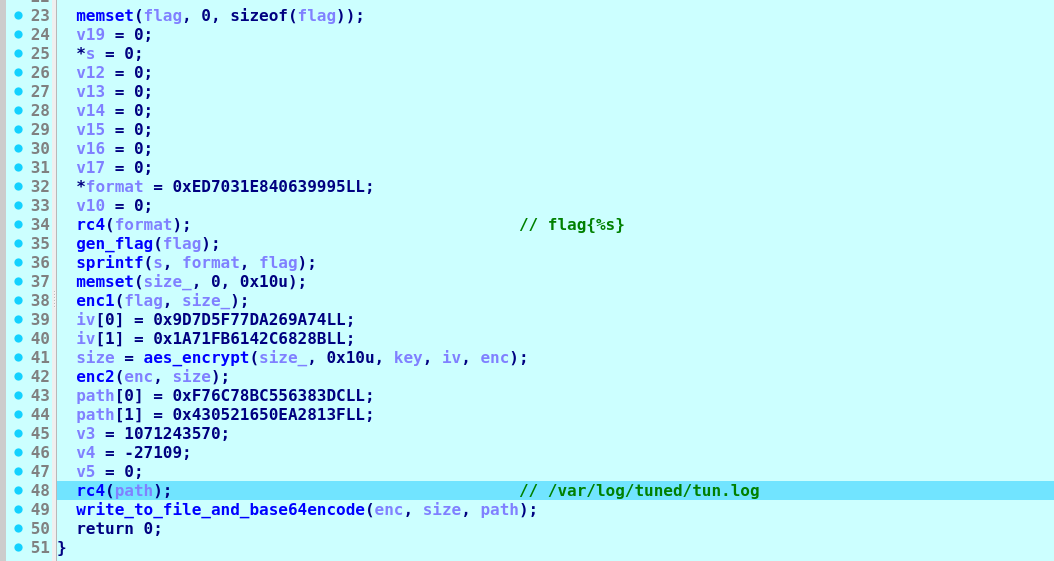 23 memset(flag, 0, sizeof(flag));
24 v19 = 0;
25 *s = 0;
26 v12 = 0;
27 v13 = 0;
28 v14 = 0;
29 v15 = 0;
30 v16 = 0;
31 v17 = 0;
32 *format = 0xED7031E840639995LL;
33 v10 = 0;
34 rc4(format); // flag{%s}
35 gen_flag(flag);
36 sprintf(s, format, flag);
37 memset(size_, 0, 0x10u);
38 enc1(flag, size_);
39 iv[0] = 0x9D7D5F77DA269A74LL;
40 iv[1] = 0x1A71FB6142C6828BLL;
41 size = aes_encrypt(size_, 0x10u, key, iv, enc);
42 enc2(enc, size);
43 path[0] = 0xF76C78BC556383DCLL;
44 path[1] = 0x430521650EA2813FLL;
45 v3 = 1071243570;
46 v4 = -27109;
47 v5 = 0;
48 rc4(path); // /var/log/tuned/tun.log
49 write_to_file_and_base64encode(enc, size, path);
50 return 0;
51 }